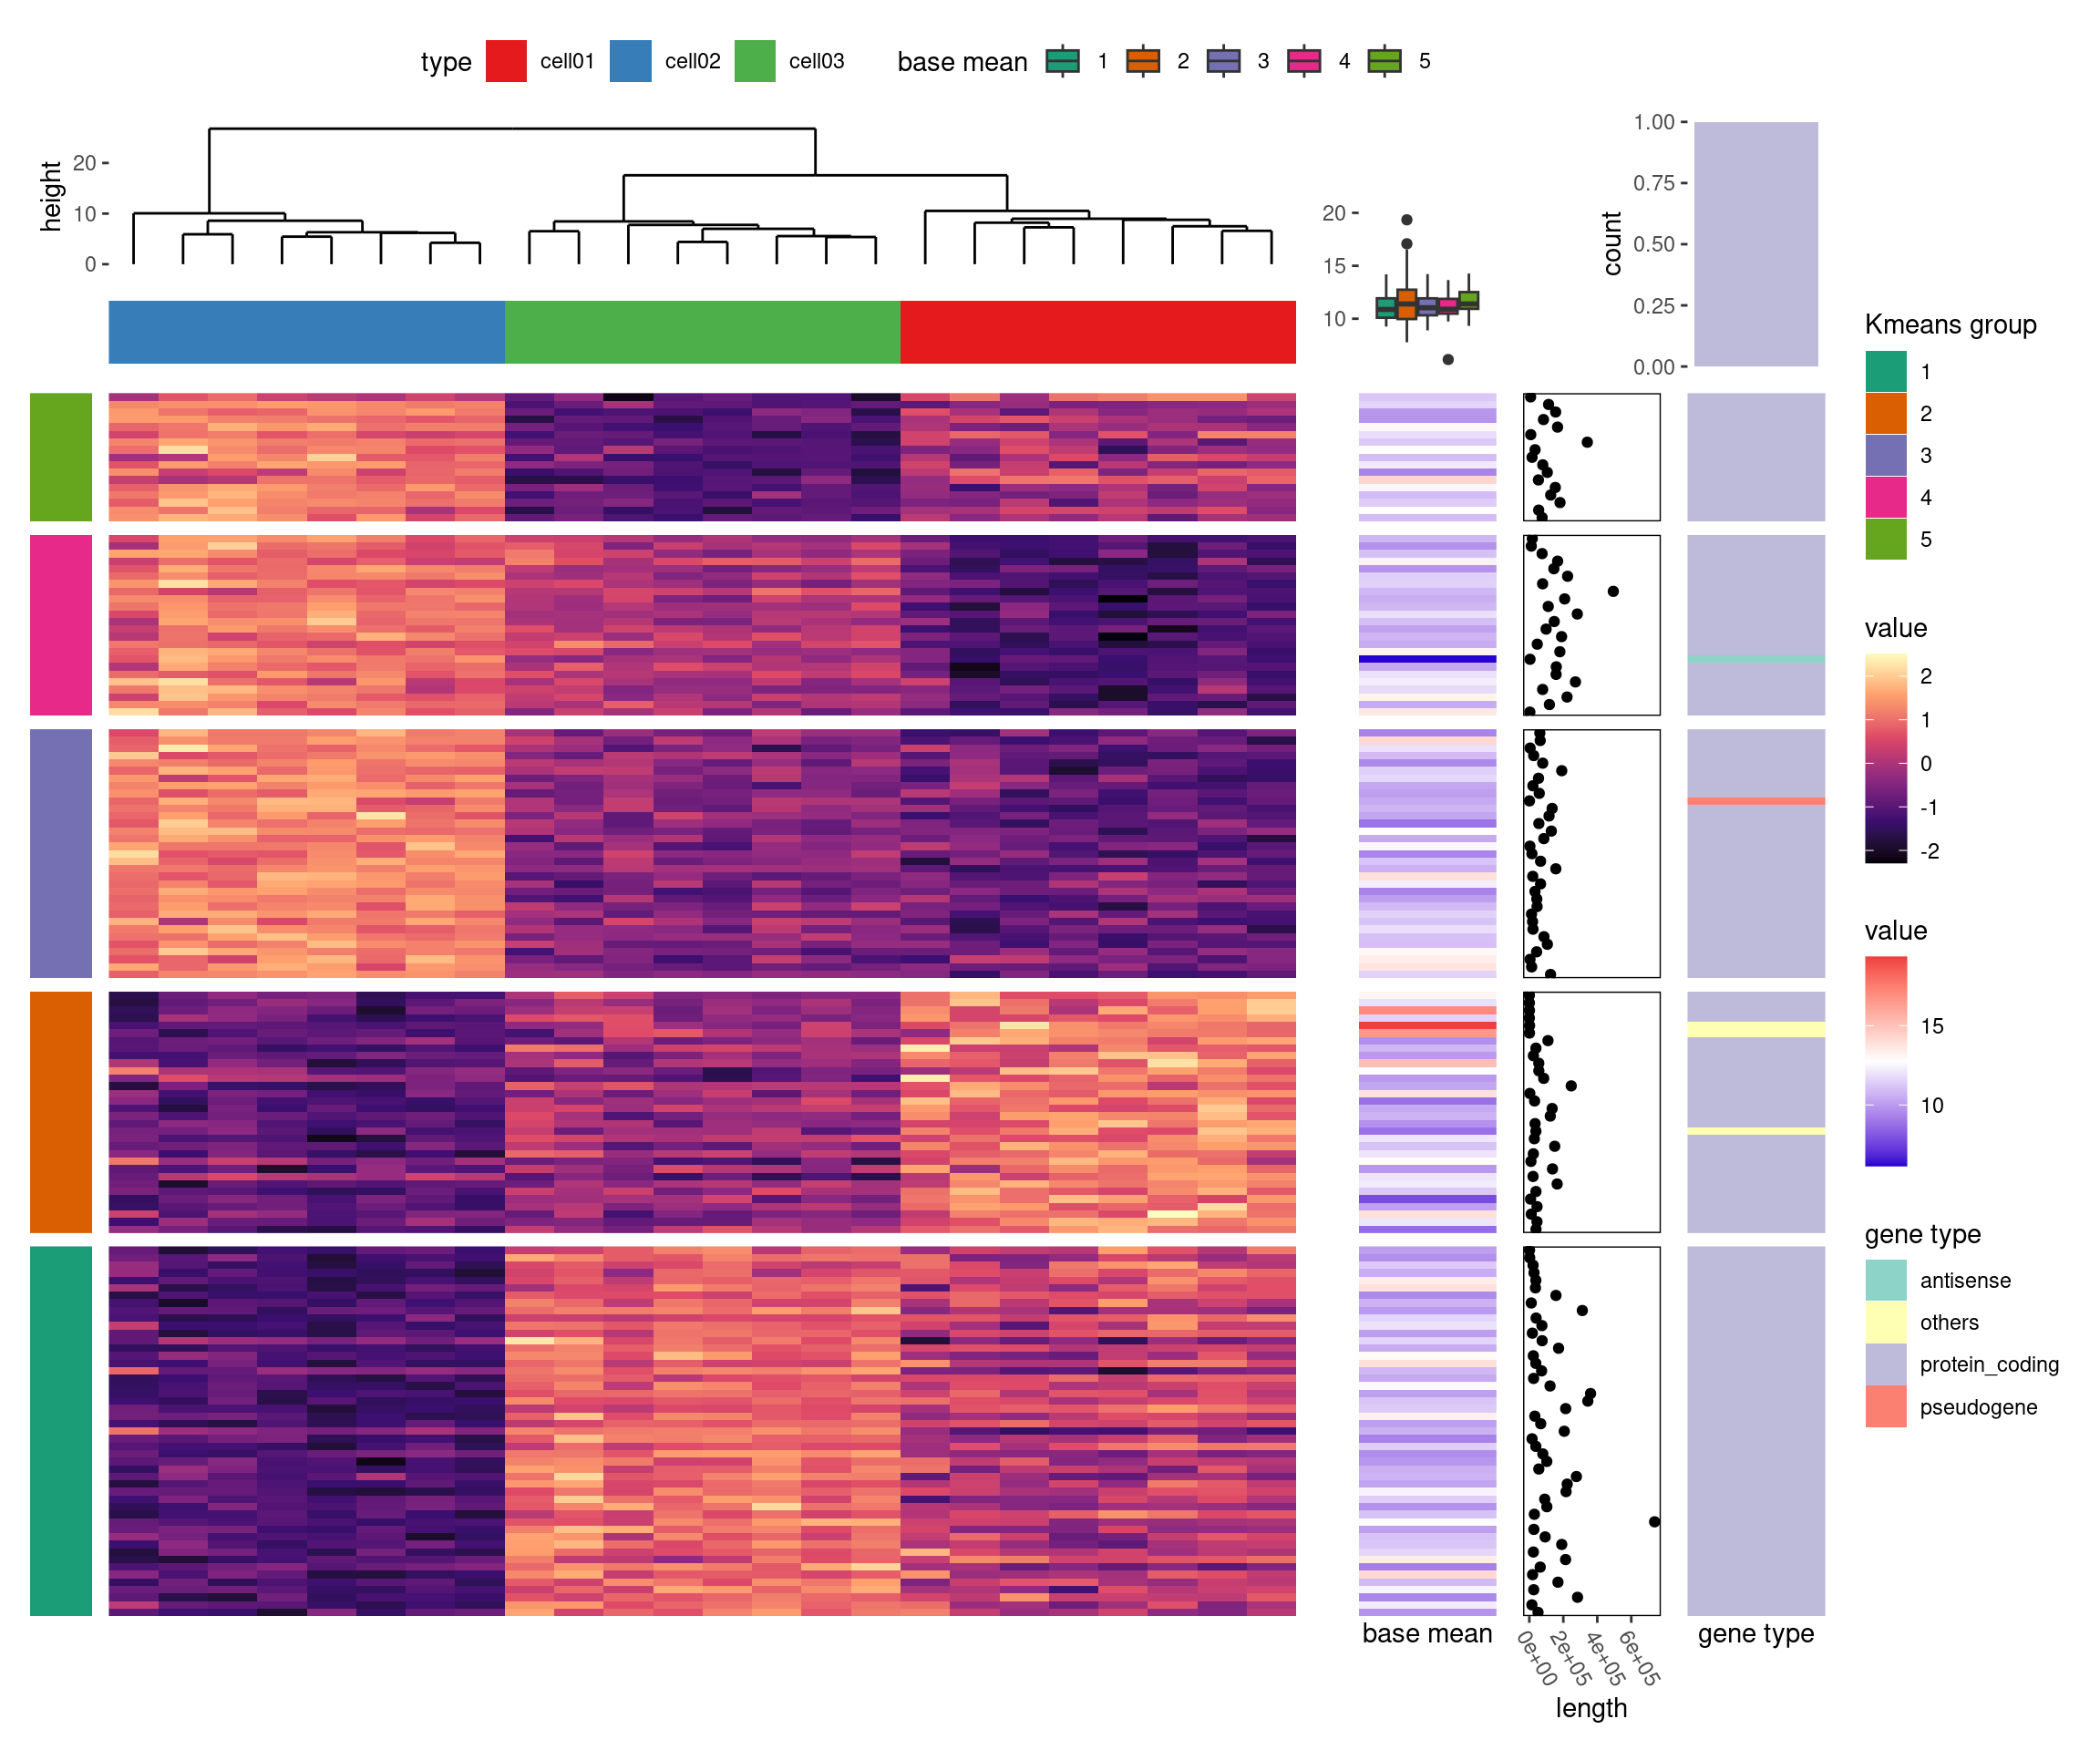 type cell01 cell02 cell03 base mean 1 2 3 4 5
height
20
10
0
20
15
10
count
1.00
0.75
0.50
0.25
0.00
Kmeans group
1
2
3
4
5
value
2
1
0
-1
-2
value
15
10
gene type
antisense
others
protein_coding
pseudogene
base mean
0e+00 2e+05 4e+05 6e+05
length
gene type